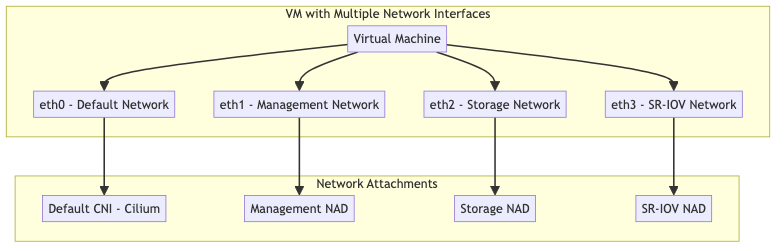 VM with Multiple Network Interfaces
Virtual Machine
eth0 - Default Network
eth1 - Management Network
eth2 - Storage Network
eth3 - SR-IOV Network
Network Attachments
Default CNI - Cilium
Management NAD
Storage NAD
SR-IOV NAD